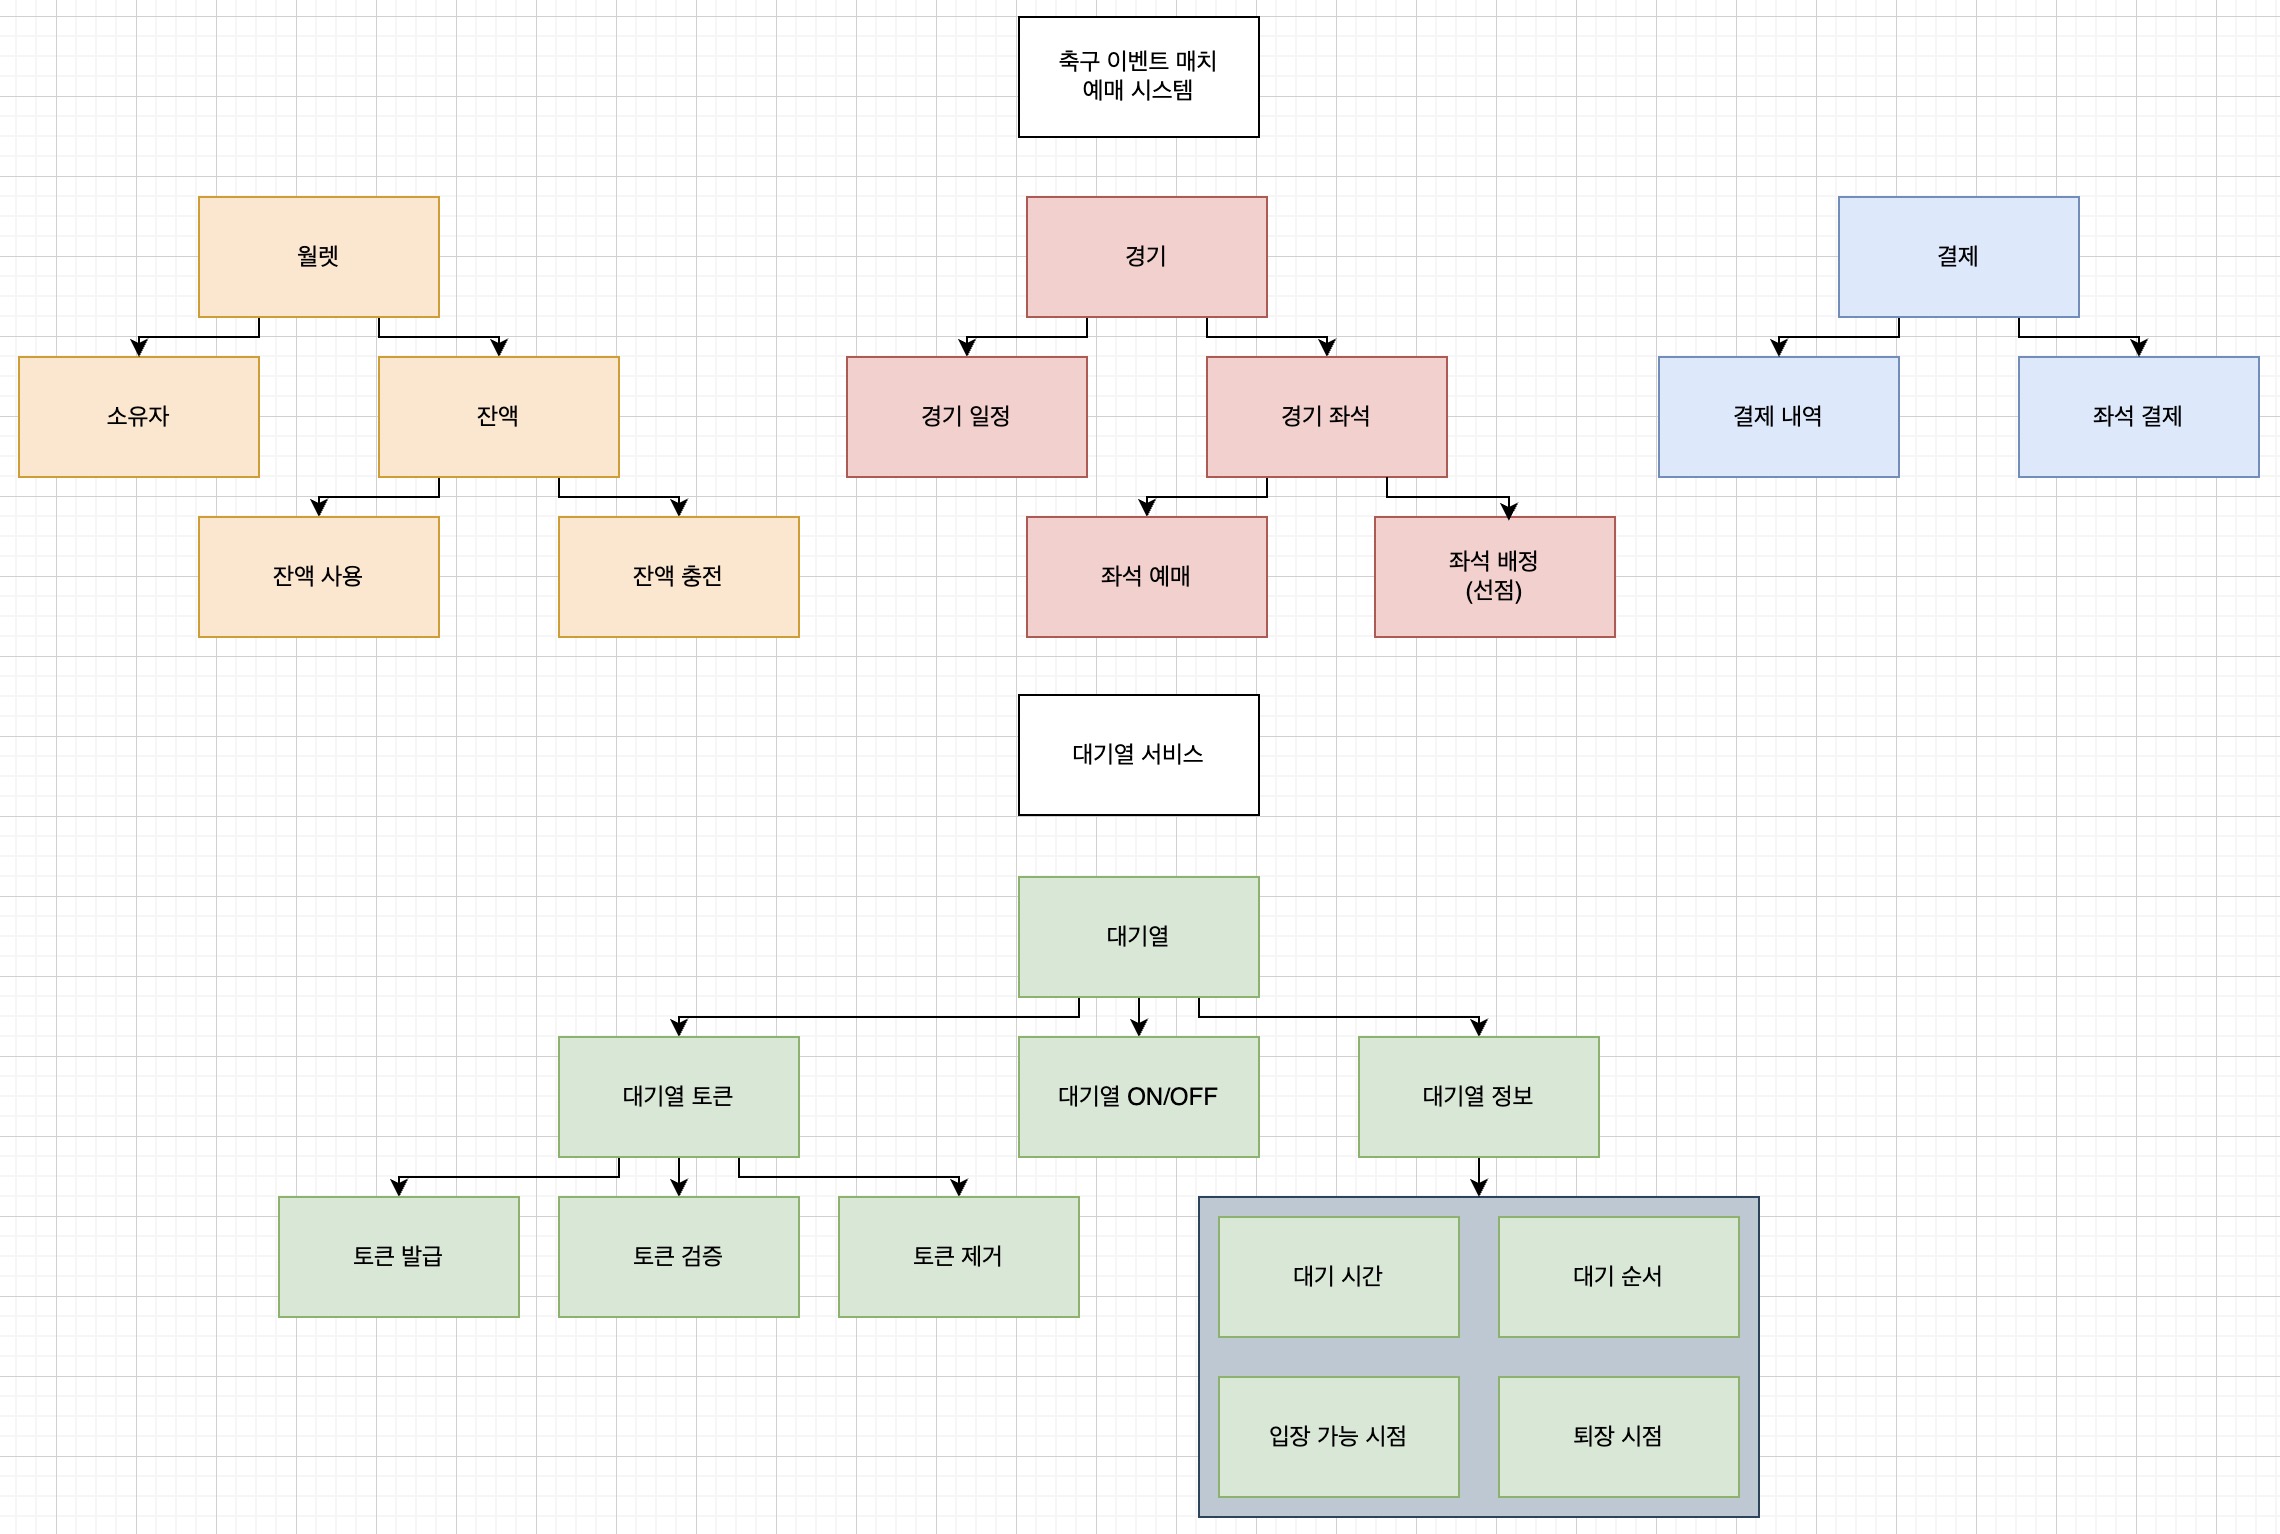 축구 이벤트 매치
예매 시스템
월렛
경기
결제
소유자
잔액
경기 일정
경기 좌석
결제 내역
좌석 결제
잔액 사용
잔액 충전
좌석 예매
좌석 배정
(선점)
대기열 서비스
대기열
대기열 토큰
대기열 ON/OFF
대기열 정보
토큰 발급
토큰 검증
토큰 제거
대기 시간
대기 순서
입장 가능 시점
퇴장 시점